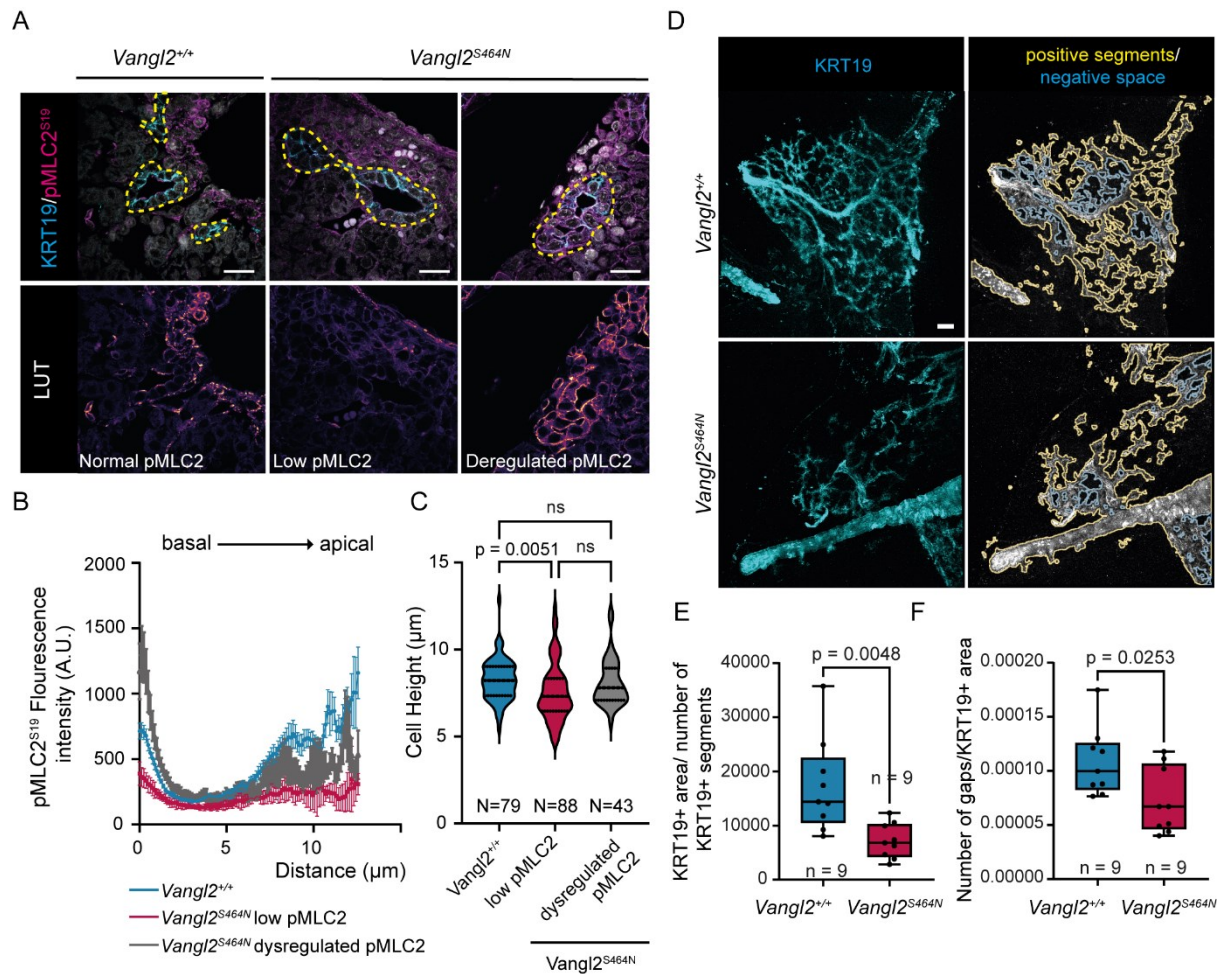 A
Vangl2+/+
Vangl2S464N
KRT19/pMLC2S19
LUT
Normal pMLC2
Low pMLC2
Deregulated pMLC2
B
basal
apical
pMLC2S19 Flourescence
intensity (A.U.)
2000
1500
1000
500
0
0
5
10
15
Distance (µm)
Vangl2+/+
Vangl2S464N low pMLC2
Vangl2S464N dysregulated pMLC2
C
ns
p = 0.0051
ns
Cell Height (µm)
15
10
5
0
N=79
N=88
N=43
Vangl2+/+
low pMLC2
dysregulated
pMLC2
Vangl2S464N
D
KRT19
positive segments/
negative space
Vangl2+/+
Vangl2S464N
E
p = 0.0048
KRT19+ area/ number of
KRT19+ segments
40000
30000
20000
10000
0
n = 9
n = 9
Vangl2+/+
Vangl2S464N
F
p = 0.0253
Number of gaps/KRT19+ area
0.00020
0.00015
0.00010
0.00005
0.00000
n = 9
n = 9
Vangl2+/+
Vangl2S464N